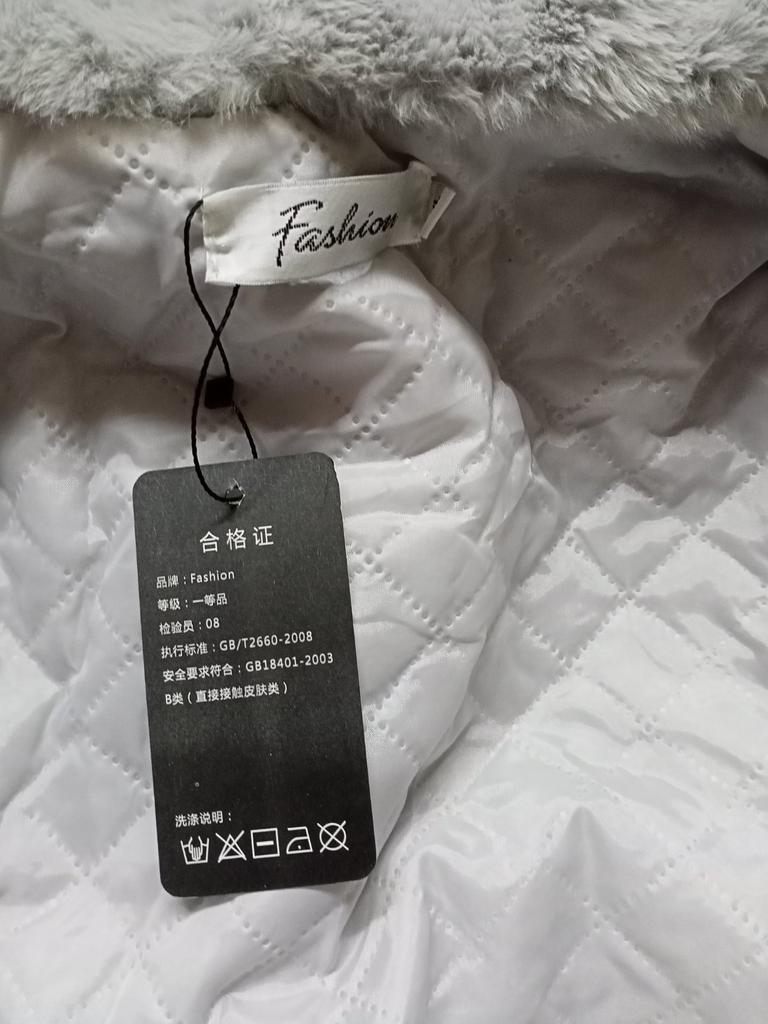 Fashion
合格证
品牌：Fashion
等级：一等品
检验员：08
执行标准：GB/T2660-2008
安全要求符合：GB18401-2003
B类（直接接触皮肤类）
洗涤说明：